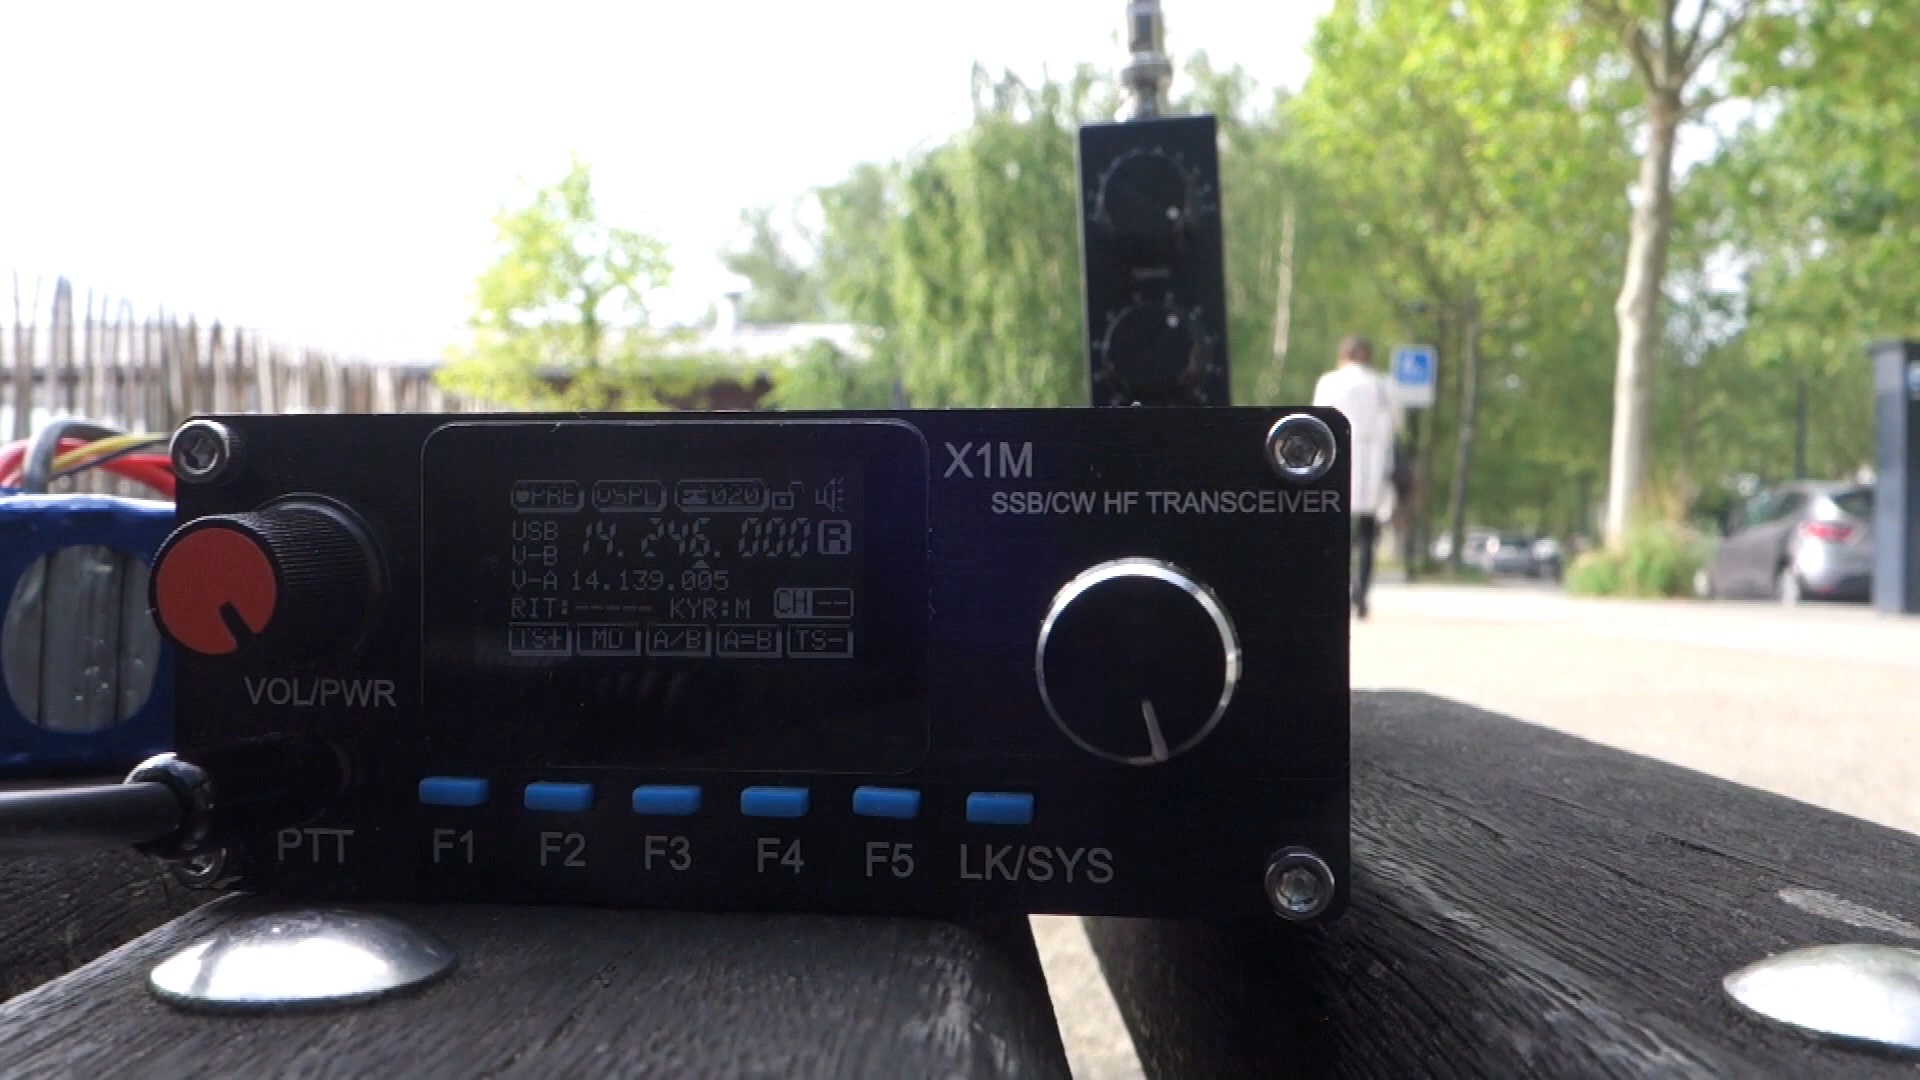 PRE SPL 020
USB 14.246.000 R
V-B
V-A 14.139.005
RIT:----- KYR:M CH --
TS+ MD A/B A=B TS-
X1M
SSB/CW HF TRANSCEIVER
VOL/PWR
PTT F1 F2 F3 F4 F5 LK/SYS